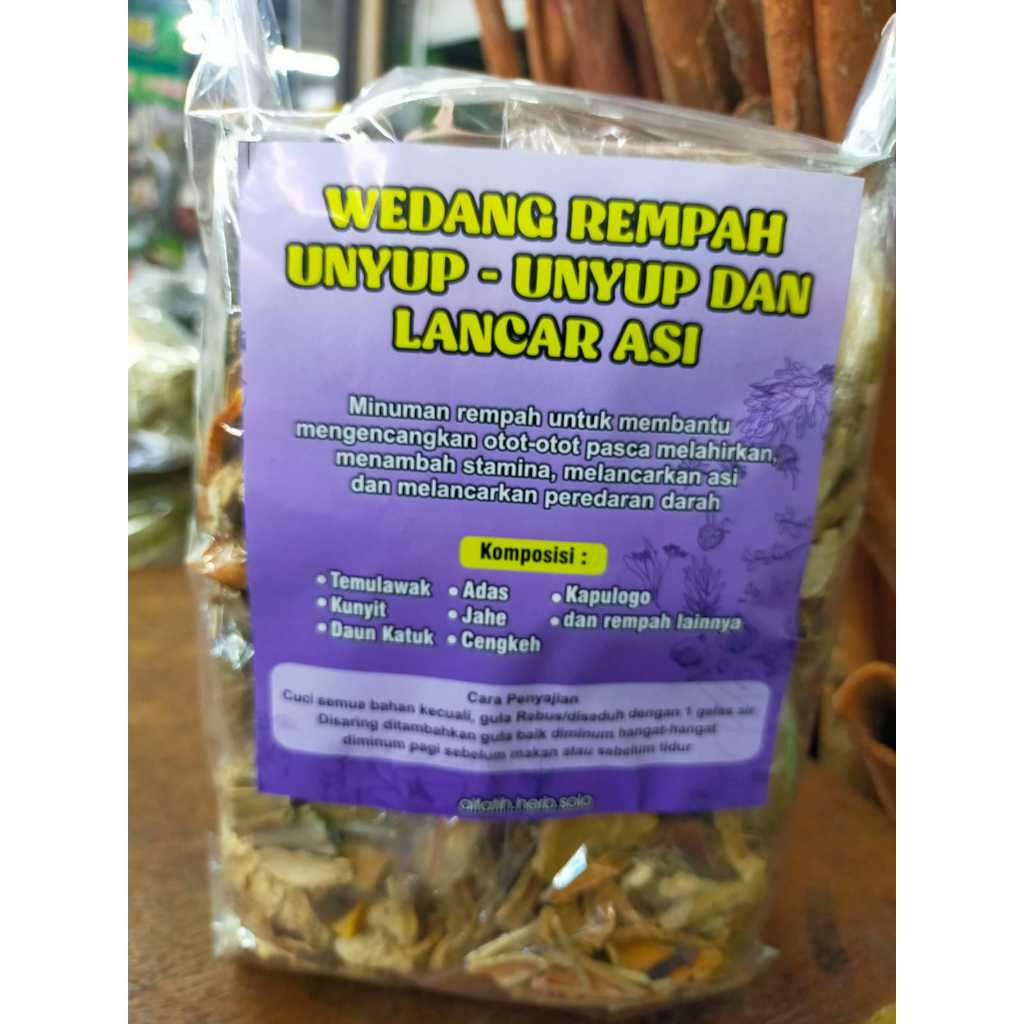 WEDANG REMPAH
UNYUP - UNYUP DAN
LANCAR ASI
Minuman rempah untuk membantu
mengencangkan otot-otot pasca melahirkan,
menambah stamina, melancarkan asi
dan melancarkan peredaran darah
Komposisi :
• Temulawak
• Kunyit
• Daun Katuk
• Adas
• Jahe
• Cengkeh
• Kapulogo
• dan rempah lainnya
Cara Penyajian
Cuci semua bahan kecuali, gula Rebus/diseduh dengan 1 gelas air
Disaring ditambahkan gula baik diminum hangat-hangat
diminum pagi sebelum makan atau sebelum tidur
alfatih.herb.solo